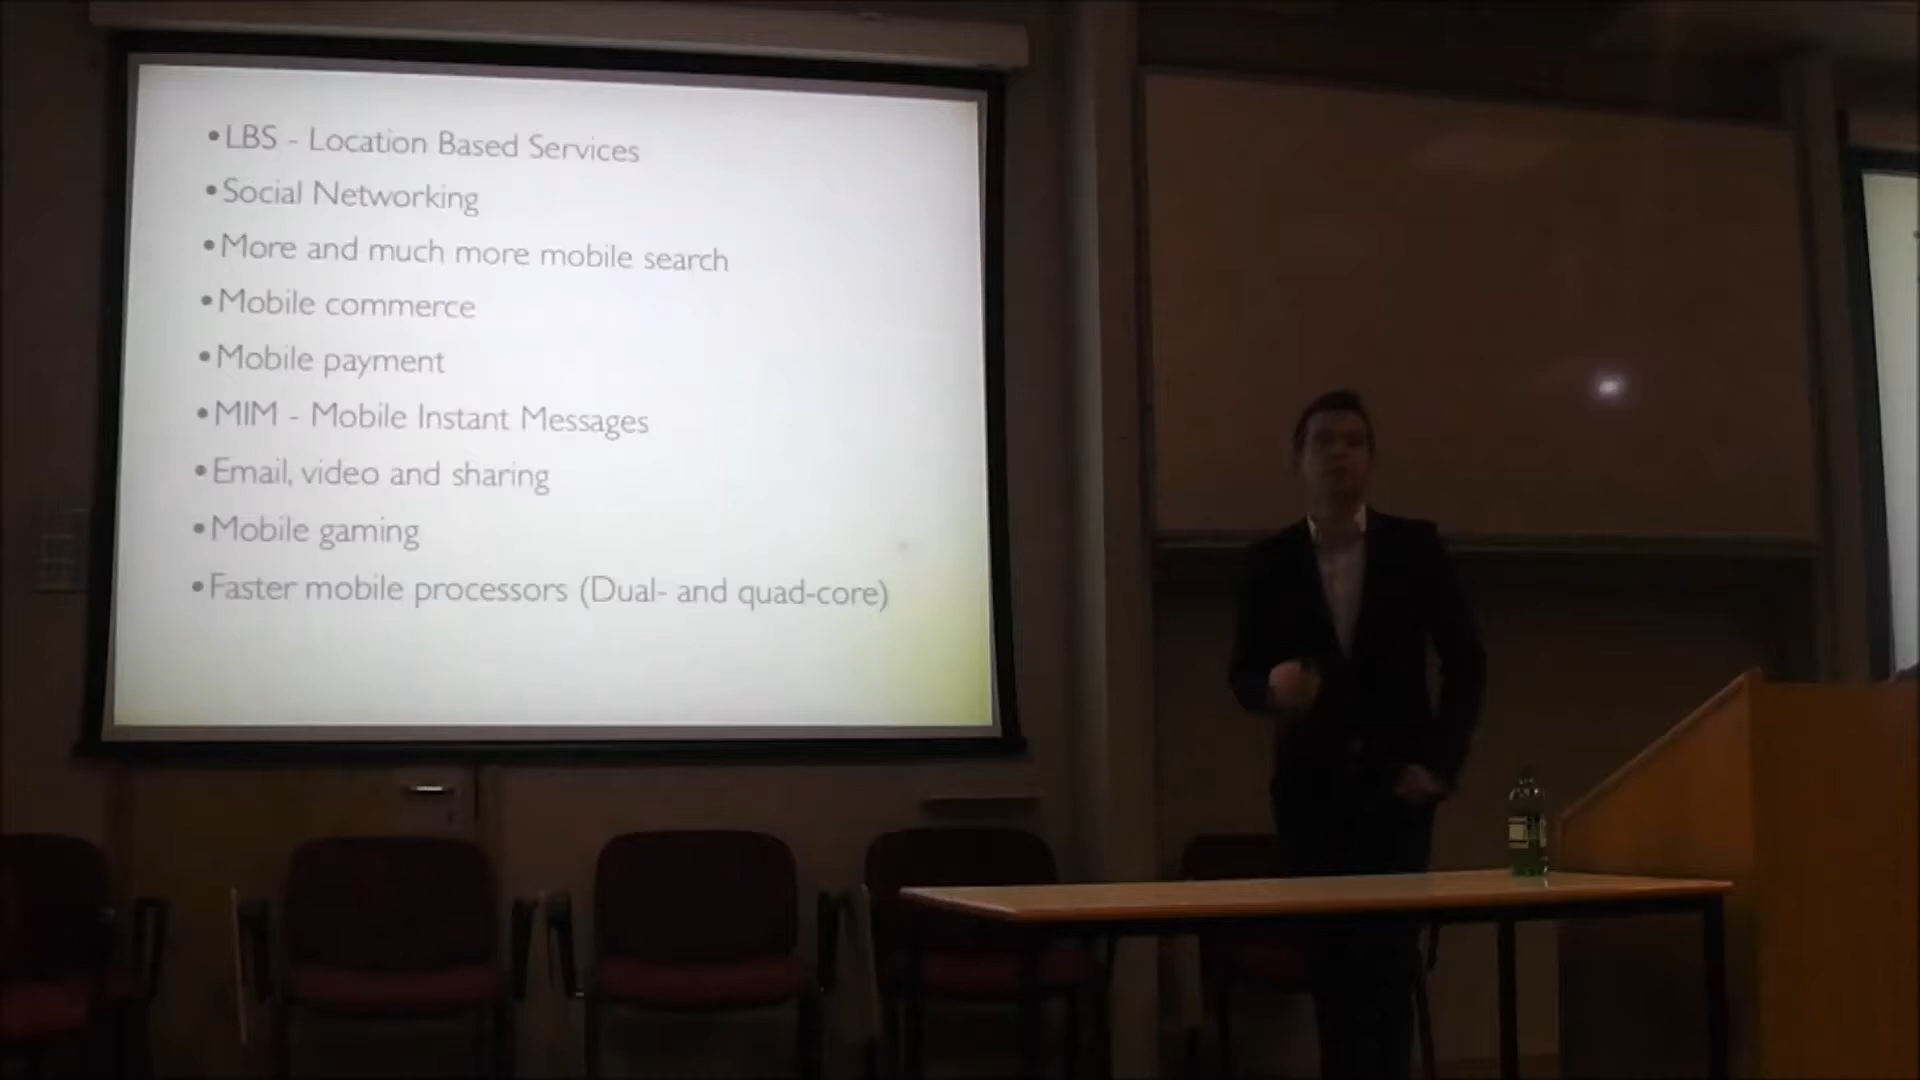 •LBS - Location Based Services
•Social Networking
•More and much more mobile search
•Mobile commerce
•Mobile payment
•MIM - Mobile Instant Messages
•Email, video and sharing
•Mobile gaming
•Faster mobile processors (Dual- and quad-core)